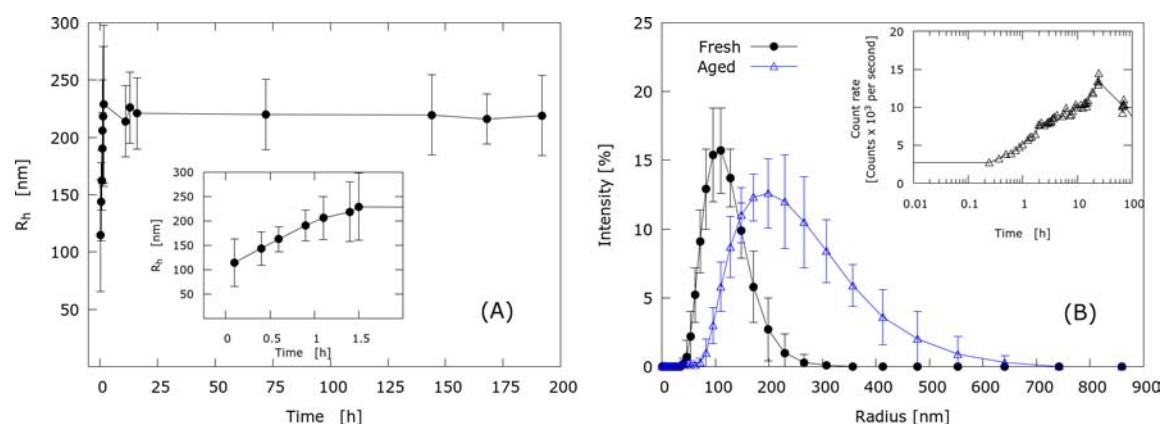 300
250
200
150
100
50
0 25 50 75 100 125 150 175 200
Time [h]
Rh [nm]
(A)
300
250
200
150
100
50
0 0.5 1 1.5
Time [h]
Rh [nm]
25
20
15
10
5
0
0 100 200 300 400 500 600 700 800 900
Radius [nm]
Intensity [%]
Fresh
Aged
(B)
20
15
10
5
0
0.01 0.1 1 10 100
Time [h]
Count rate
[Counts x 10³ per second]